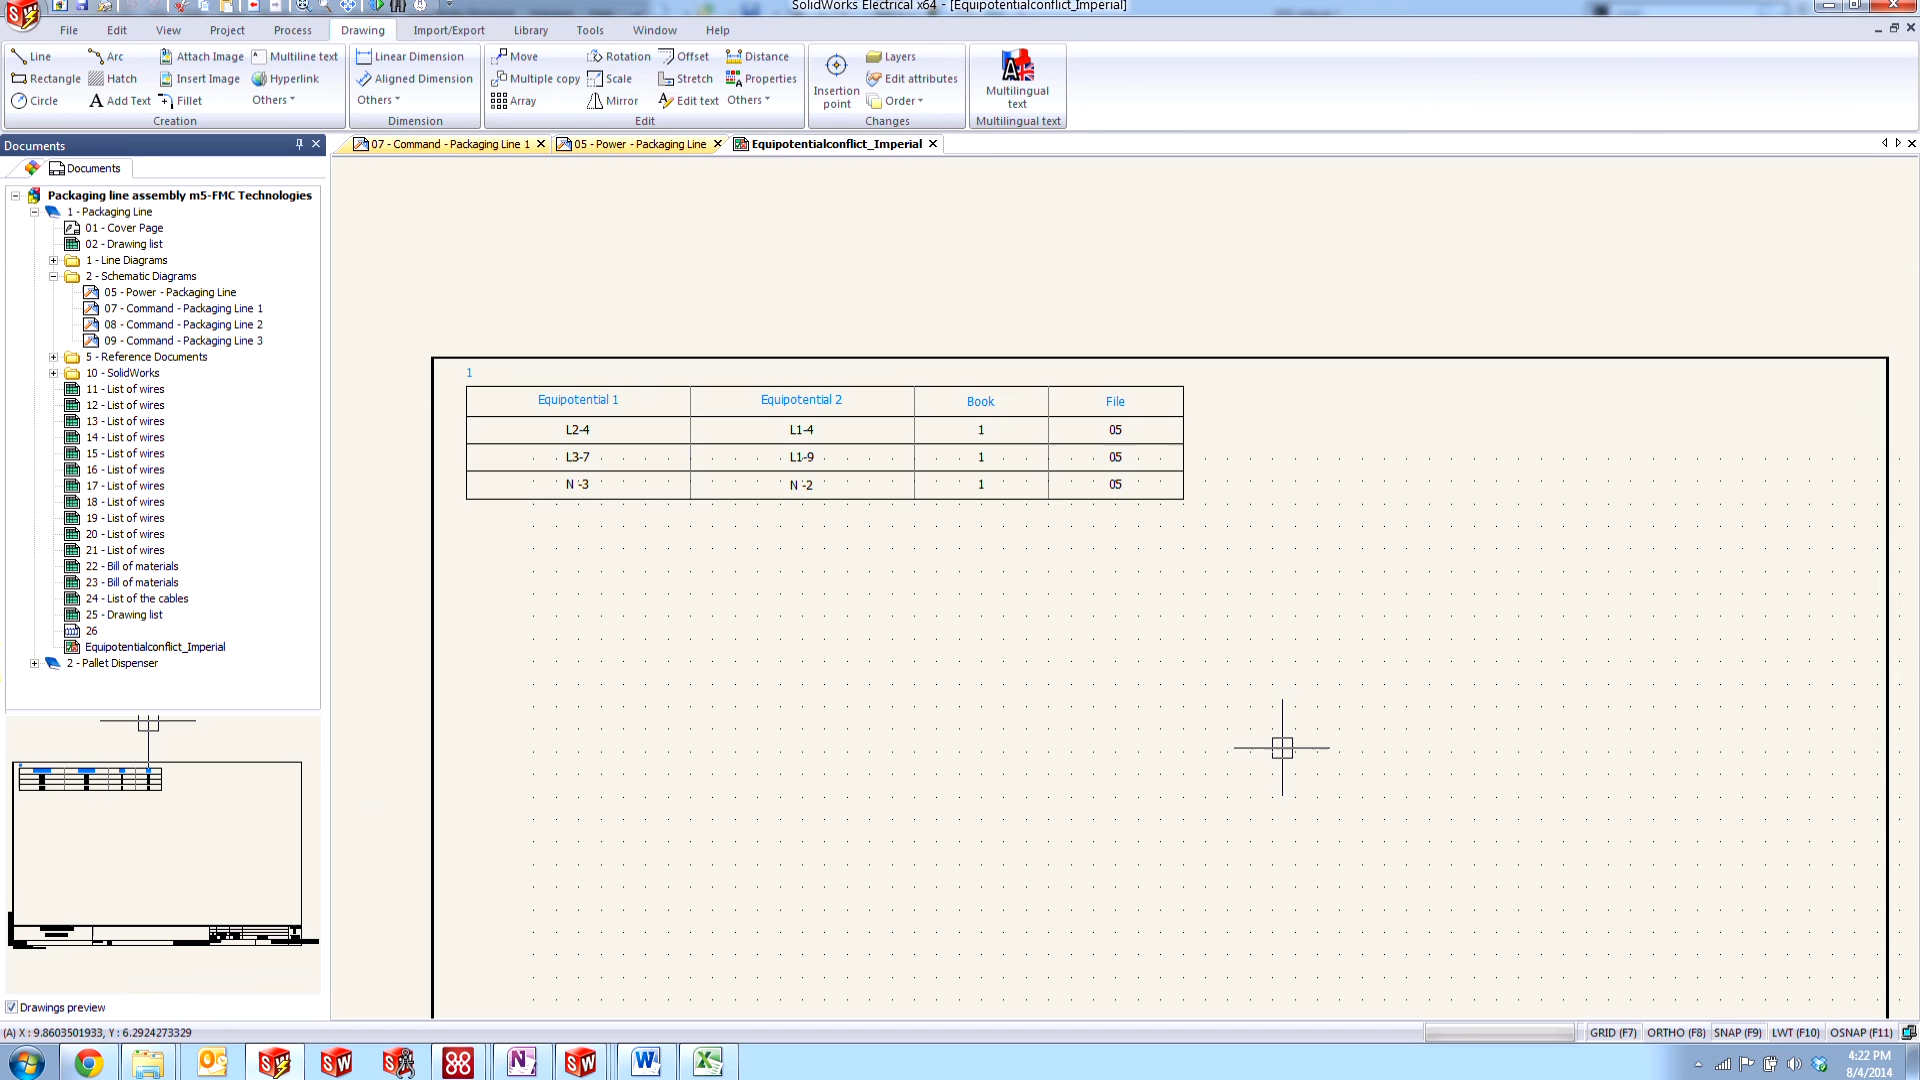 SolidWorks Electrical x64 - [Equipotentialconflict_Imperial]
File Edit View Project Process Drawing Import/Export Library Tools Window Help
Line Arc Attach Image Multiline text Linear Dimension Move Rotation Offset Distance Layers
Rectangle Hatch Insert Image Hyperlink Aligned Dimension Multiple copy Scale Stretch Properties Edit attributes
Circle Add Text Fillet Others Others Array Mirror Edit text Others Order
Insertion point
Multilingual text
Creation Dimension Edit Changes Multilingual text
Documents
07 - Command - Packaging Line 1
05 - Power - Packaging Line
Equipotentialconflict_Imperial
Documents
Packaging line assembly m5-FMC Technologies
1 - Packaging Line
01 - Cover Page
02 - Drawing list
1 - Line Diagrams
2 - Schematic Diagrams
05 - Power - Packaging Line
07 - Command - Packaging Line 1
08 - Command - Packaging Line 2
09 - Command - Packaging Line 3
5 - Reference Documents
10 - SolidWorks
11 - List of wires
12 - List of wires
13 - List of wires
14 - List of wires
15 - List of wires
16 - List of wires
17 - List of wires
18 - List of wires
19 - List of wires
20 - List of wires
21 - List of wires
22 - Bill of materials
23 - Bill of materials
24 - List of the cables
25 - Drawing list
26
Equipotentialconflict_Imperial
2 - Pallet Dispenser
1
Equipotential 1 Equipotential 2 Book File
L2-4 L1-4 1 05
L3-7 L1-9 1 05
N -3 N -2 1 05
Drawings preview
(A) X : 9.8603501933, Y : 6.2924273329
GRID (F7) ORTHO (F8) SNAP (F9) LWT (F10) OSNAP (F11)
4:22 PM
8/4/2014